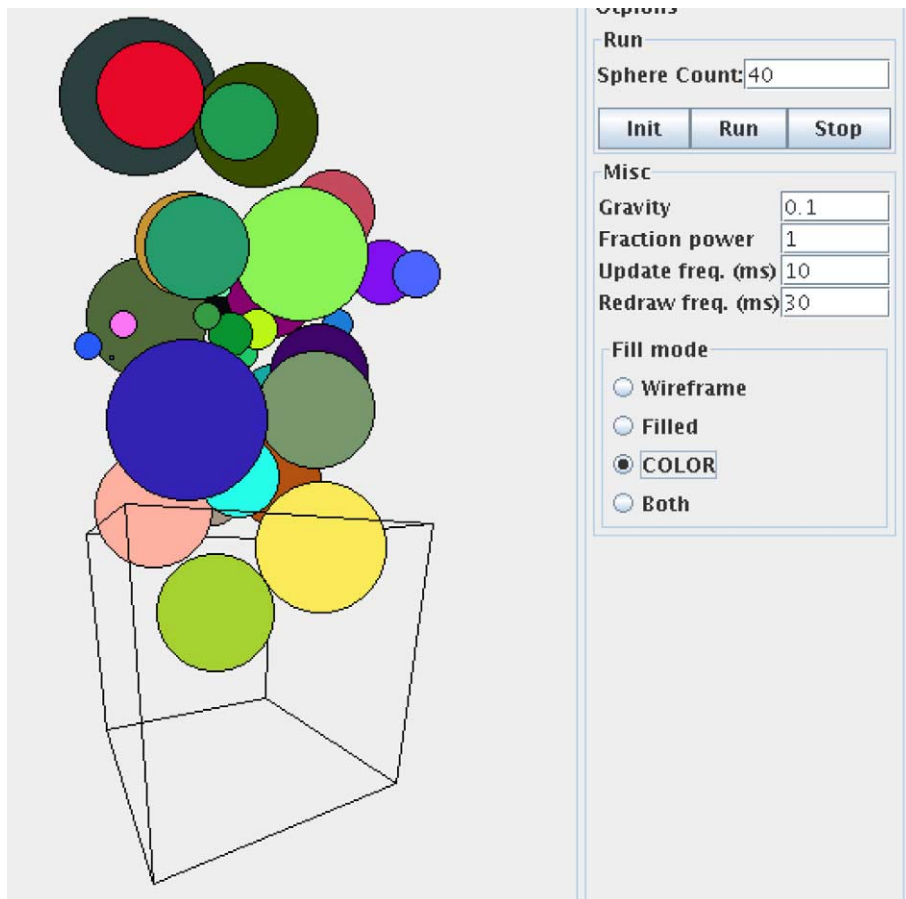 Otpions
Run
Sphere Count: 40
Init Run Stop
Misc
Gravity 0.1
Fraction power 1
Update freq. (ms) 10
Redraw freq. (ms) 30
Fill mode
Wireframe
Filled
COLOR
Both